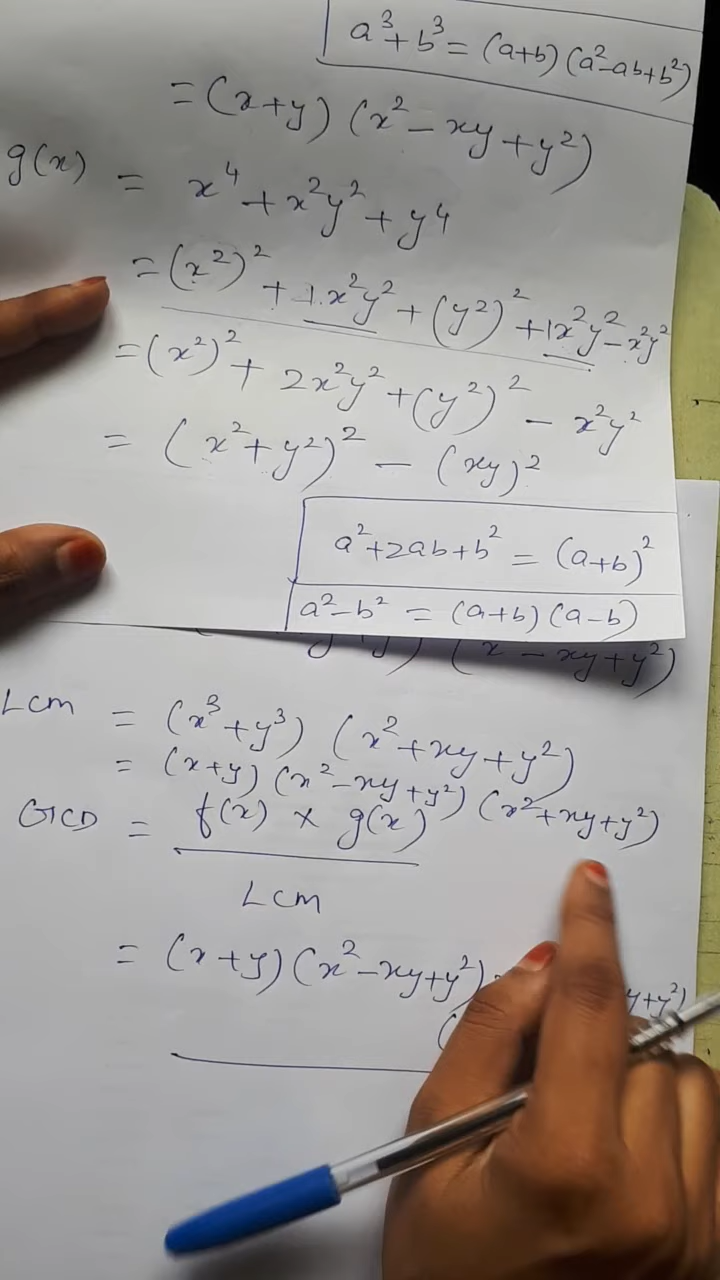 a³+b³ = (a+b) (a²-ab+b²)
= (x+y) (x² - xy + y²)
g(x) = x⁴ + x²y² + y⁴
= (x²)² + 1.x²y² + (y²)² + 1x²y² - x²y²
= (x²)² + 2x²y² + (y²)² - x²y²
= (x² + y²)² - (xy)²
a² + 2ab + b² = (a+b)²
a² - b² = (a+b) (a-b)
(x - xy + y²)
Lcm = (x³ + y³) (x² + xy + y²)
= (x+y) (x² - xy + y²) (x² + xy + y²)
GCD = f(x) × g(x)
Lcm
= (x+y) (x² - xy + y²) y + y²)
(